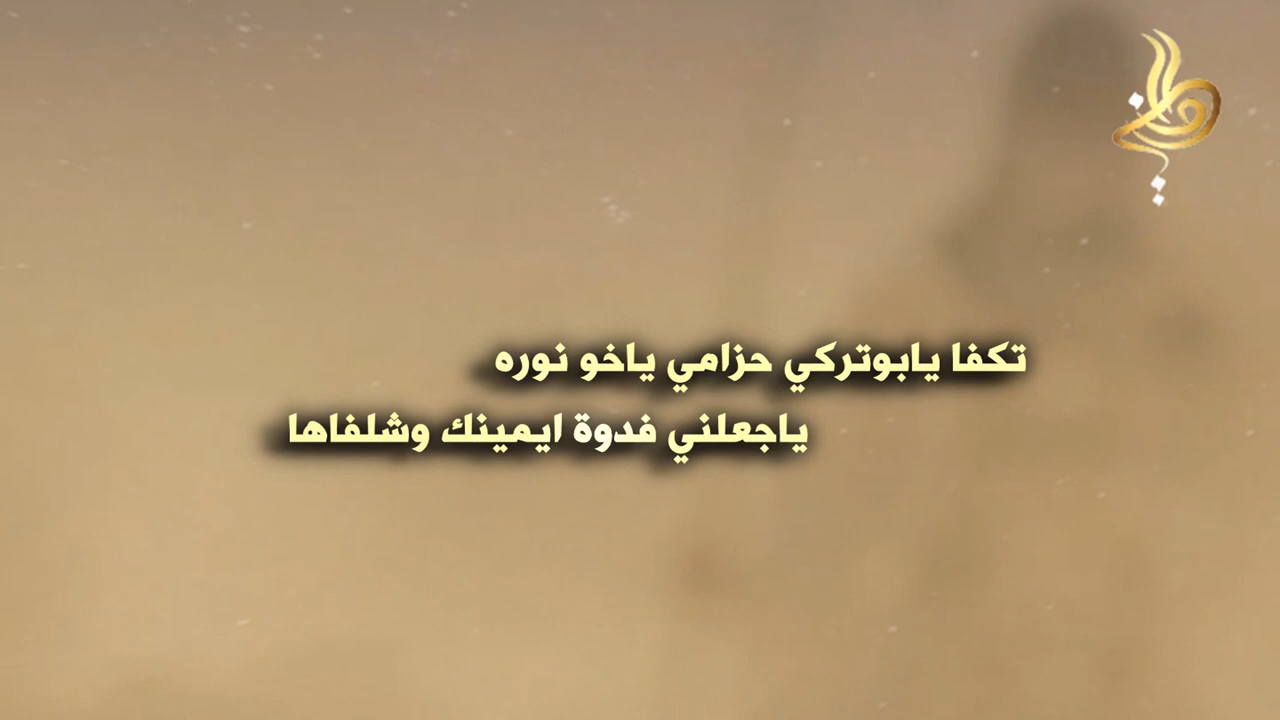 تكفا يابوتركي حزامي ياخو نوره
ياجعلني فدوة ايمينك وشلفاها